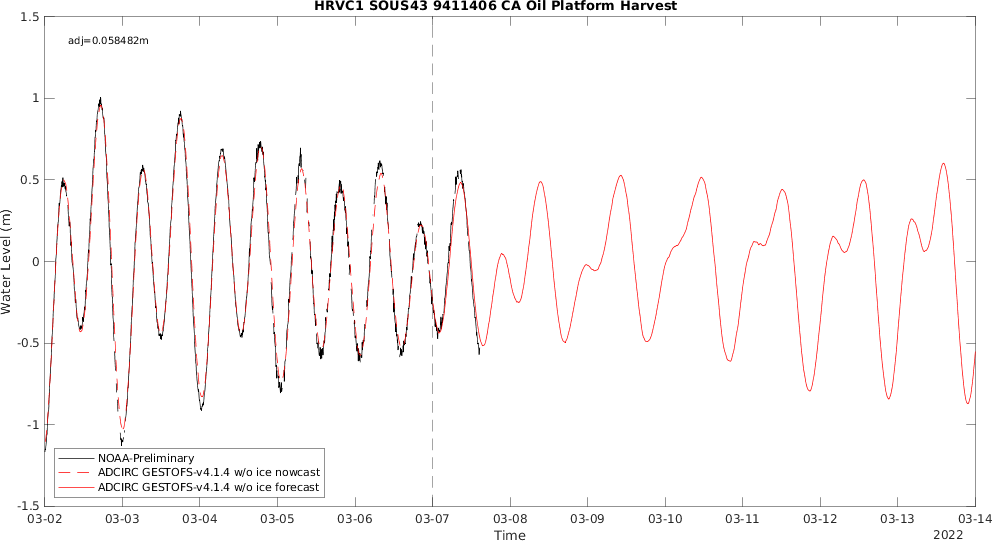 HRVC1 SOUS43 9411406 CA Oil Platform Harvest
1.5
adj=0.058482m
1
0.5
0
-0.5
-1
-1.5
Water Level (m)
NOAA-Preliminary
ADCIRC GESTOFS-v4.1.4 w/o ice nowcast
ADCIRC GESTOFS-v4.1.4 w/o ice forecast
03-02 03-03 03-04 03-05 03-06 03-07 03-08 03-09 03-10 03-11 03-12 03-13 03-14
Time
2022